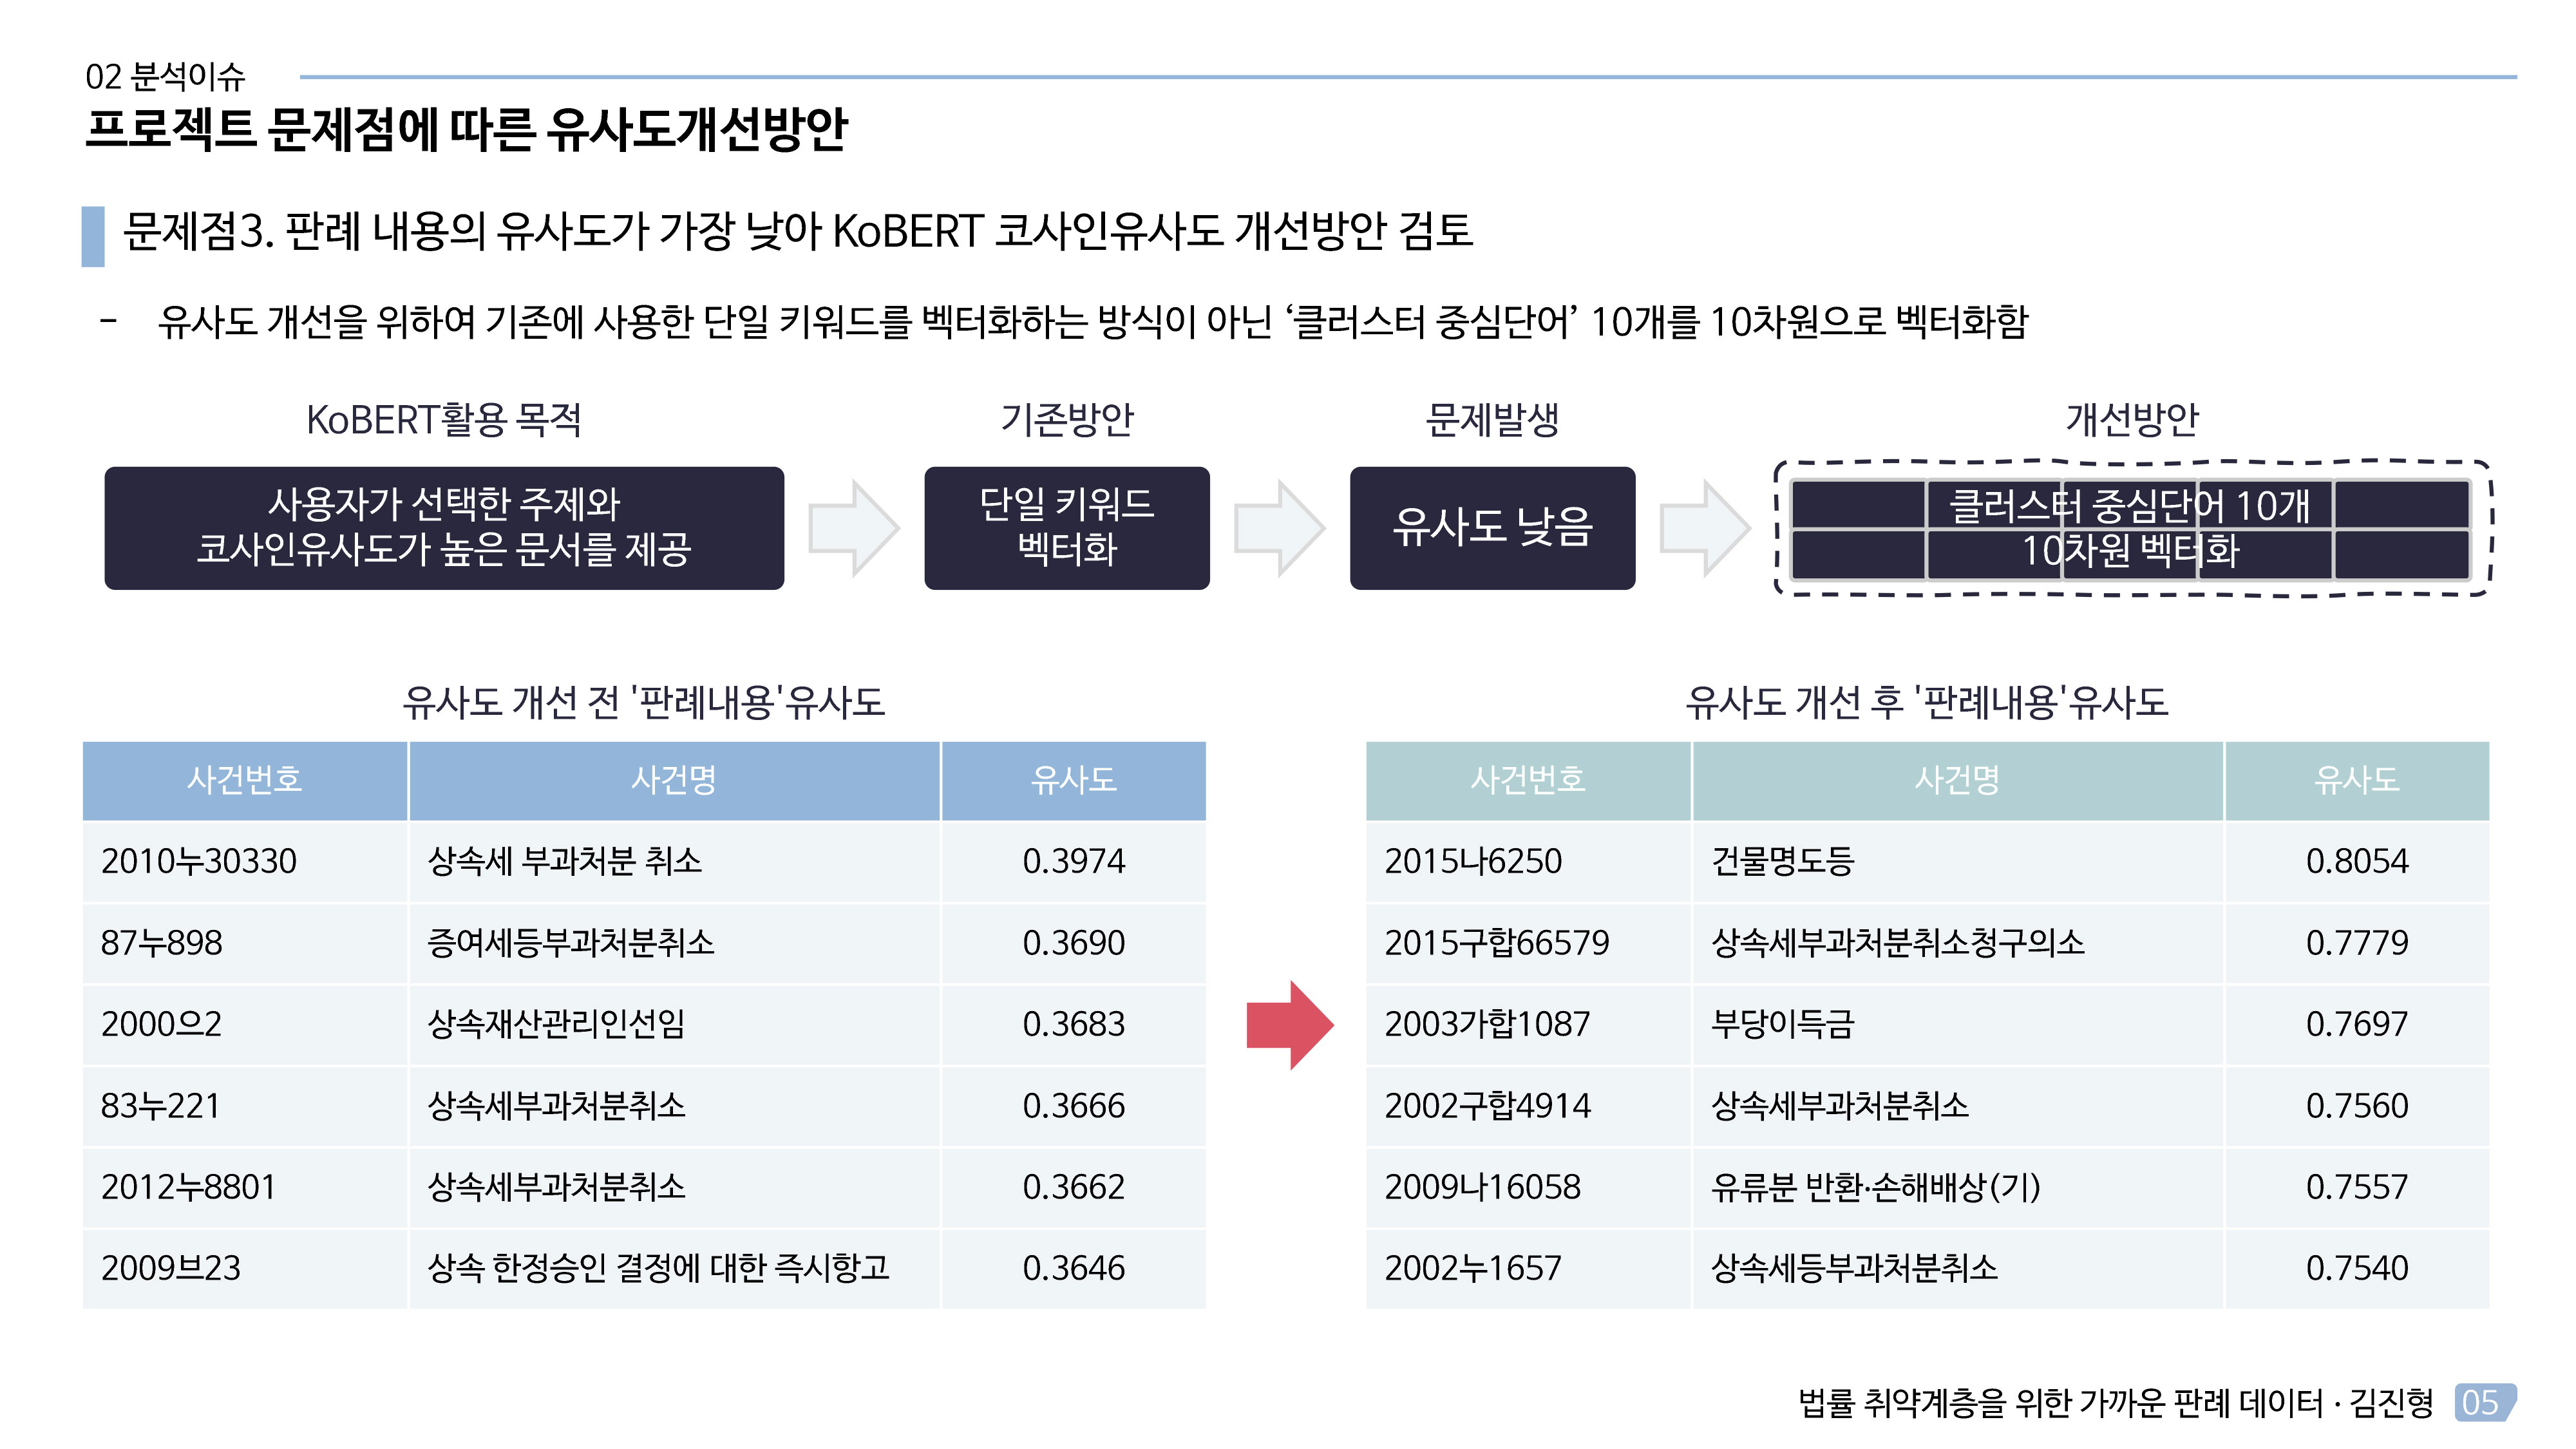 02 분석이슈
프로젝트 문제점에 따른 유사도개선방안
문제점3. 판례 내용의 유사도가 가장 낮아 KoBERT 코사인유사도 개선방안 검토
- 유사도 개선을 위하여 기존에 사용한 단일 키워드를 벡터화하는 방식이 아닌 ‘클러스터 중심단어’ 10개를 10차원으로 벡터화함
KoBERT활용 목적
사용자가 선택한 주제와
코사인유사도가 높은 문서를 제공
기존방안
단일 키워드
벡터화
문제발생
유사도 낮음
개선방안
클러스터 중심단어 10개
10차원 벡터화
유사도 개선 전 '판례내용'유사도
사건번호 사건명 유사도
2010누30330 상속세 부과처분 취소 0.3974
87누898 증여세등부과처분취소 0.3690
2000으2 상속재산관리인선임 0.3683
83누221 상속세부과처분취소 0.3666
2012누8801 상속세부과처분취소 0.3662
2009브23 상속 한정승인 결정에 대한 즉시항고 0.3646
유사도 개선 후 '판례내용'유사도
사건번호 사건명 유사도
2015나6250 건물명도등 0.8054
2015구합66579 상속세부과처분취소청구의소 0.7779
2003가합1087 부당이득금 0.7697
2002구합4914 상속세부과처분취소 0.7560
2009나16058 유류분 반환·손해배상(기) 0.7557
2002누1657 상속세등부과처분취소 0.7540
법률 취약계층을 위한 가까운 판례 데이터 · 김진형 05